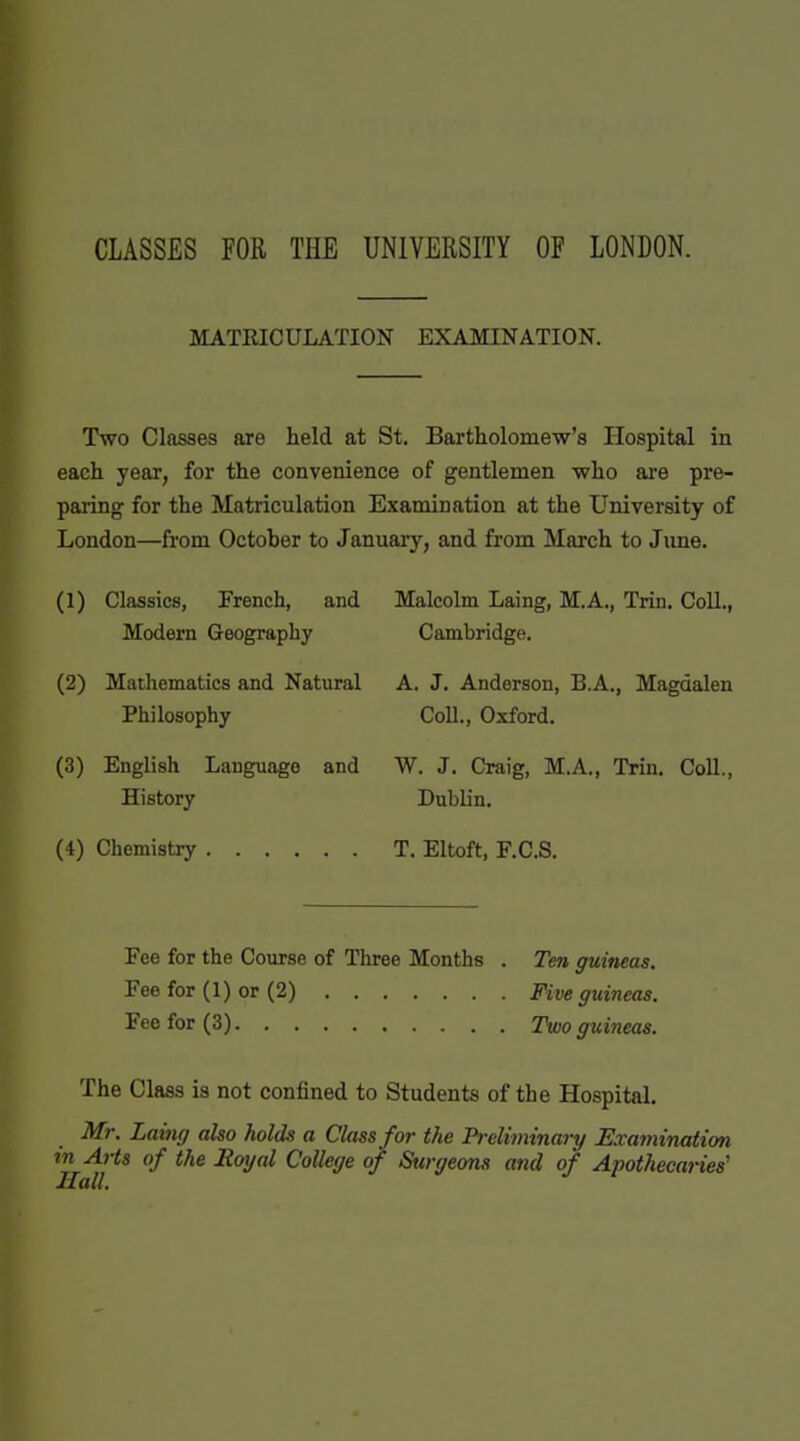 CLASSES FOR THE UNIVERSITY OF LONDON.
MATRICULATION EXAMINATION.
Two Classes are held at St. Bartholomew's Hospital in
each year, for the convenience of gentlemen who are pre-
paring for the Matriculation Examination at the University of
London—from October to January, and from March to June.
(1) Classics, French, and Malcolm Laing, M.A., Trin. Coll.,
Modern Geography Cambridge.
(2) Mathematics and Natural A. J. Anderson, B.A., Magdalen
Philosophy Coll., Oxford.
(3) English Language and W. J. Craig, M.A., Trin. Coll.,
History Dublin.
(4) Chemistry . . . . . . T. Eltoft, F.C.S.
Fee for the Course of Three Months . Ten guineas.
Fee for (1) or (2) . . . . . . . Five guineas.
Fee for (3). . . . . . . . . . Two guineas.
The Class is not confined to Students of the Hospital.
Mr. Laing also holds a Class for the Preliminary Examination
in Arts of the Royal College of Surgeons and of Apothecaries'
Hall.